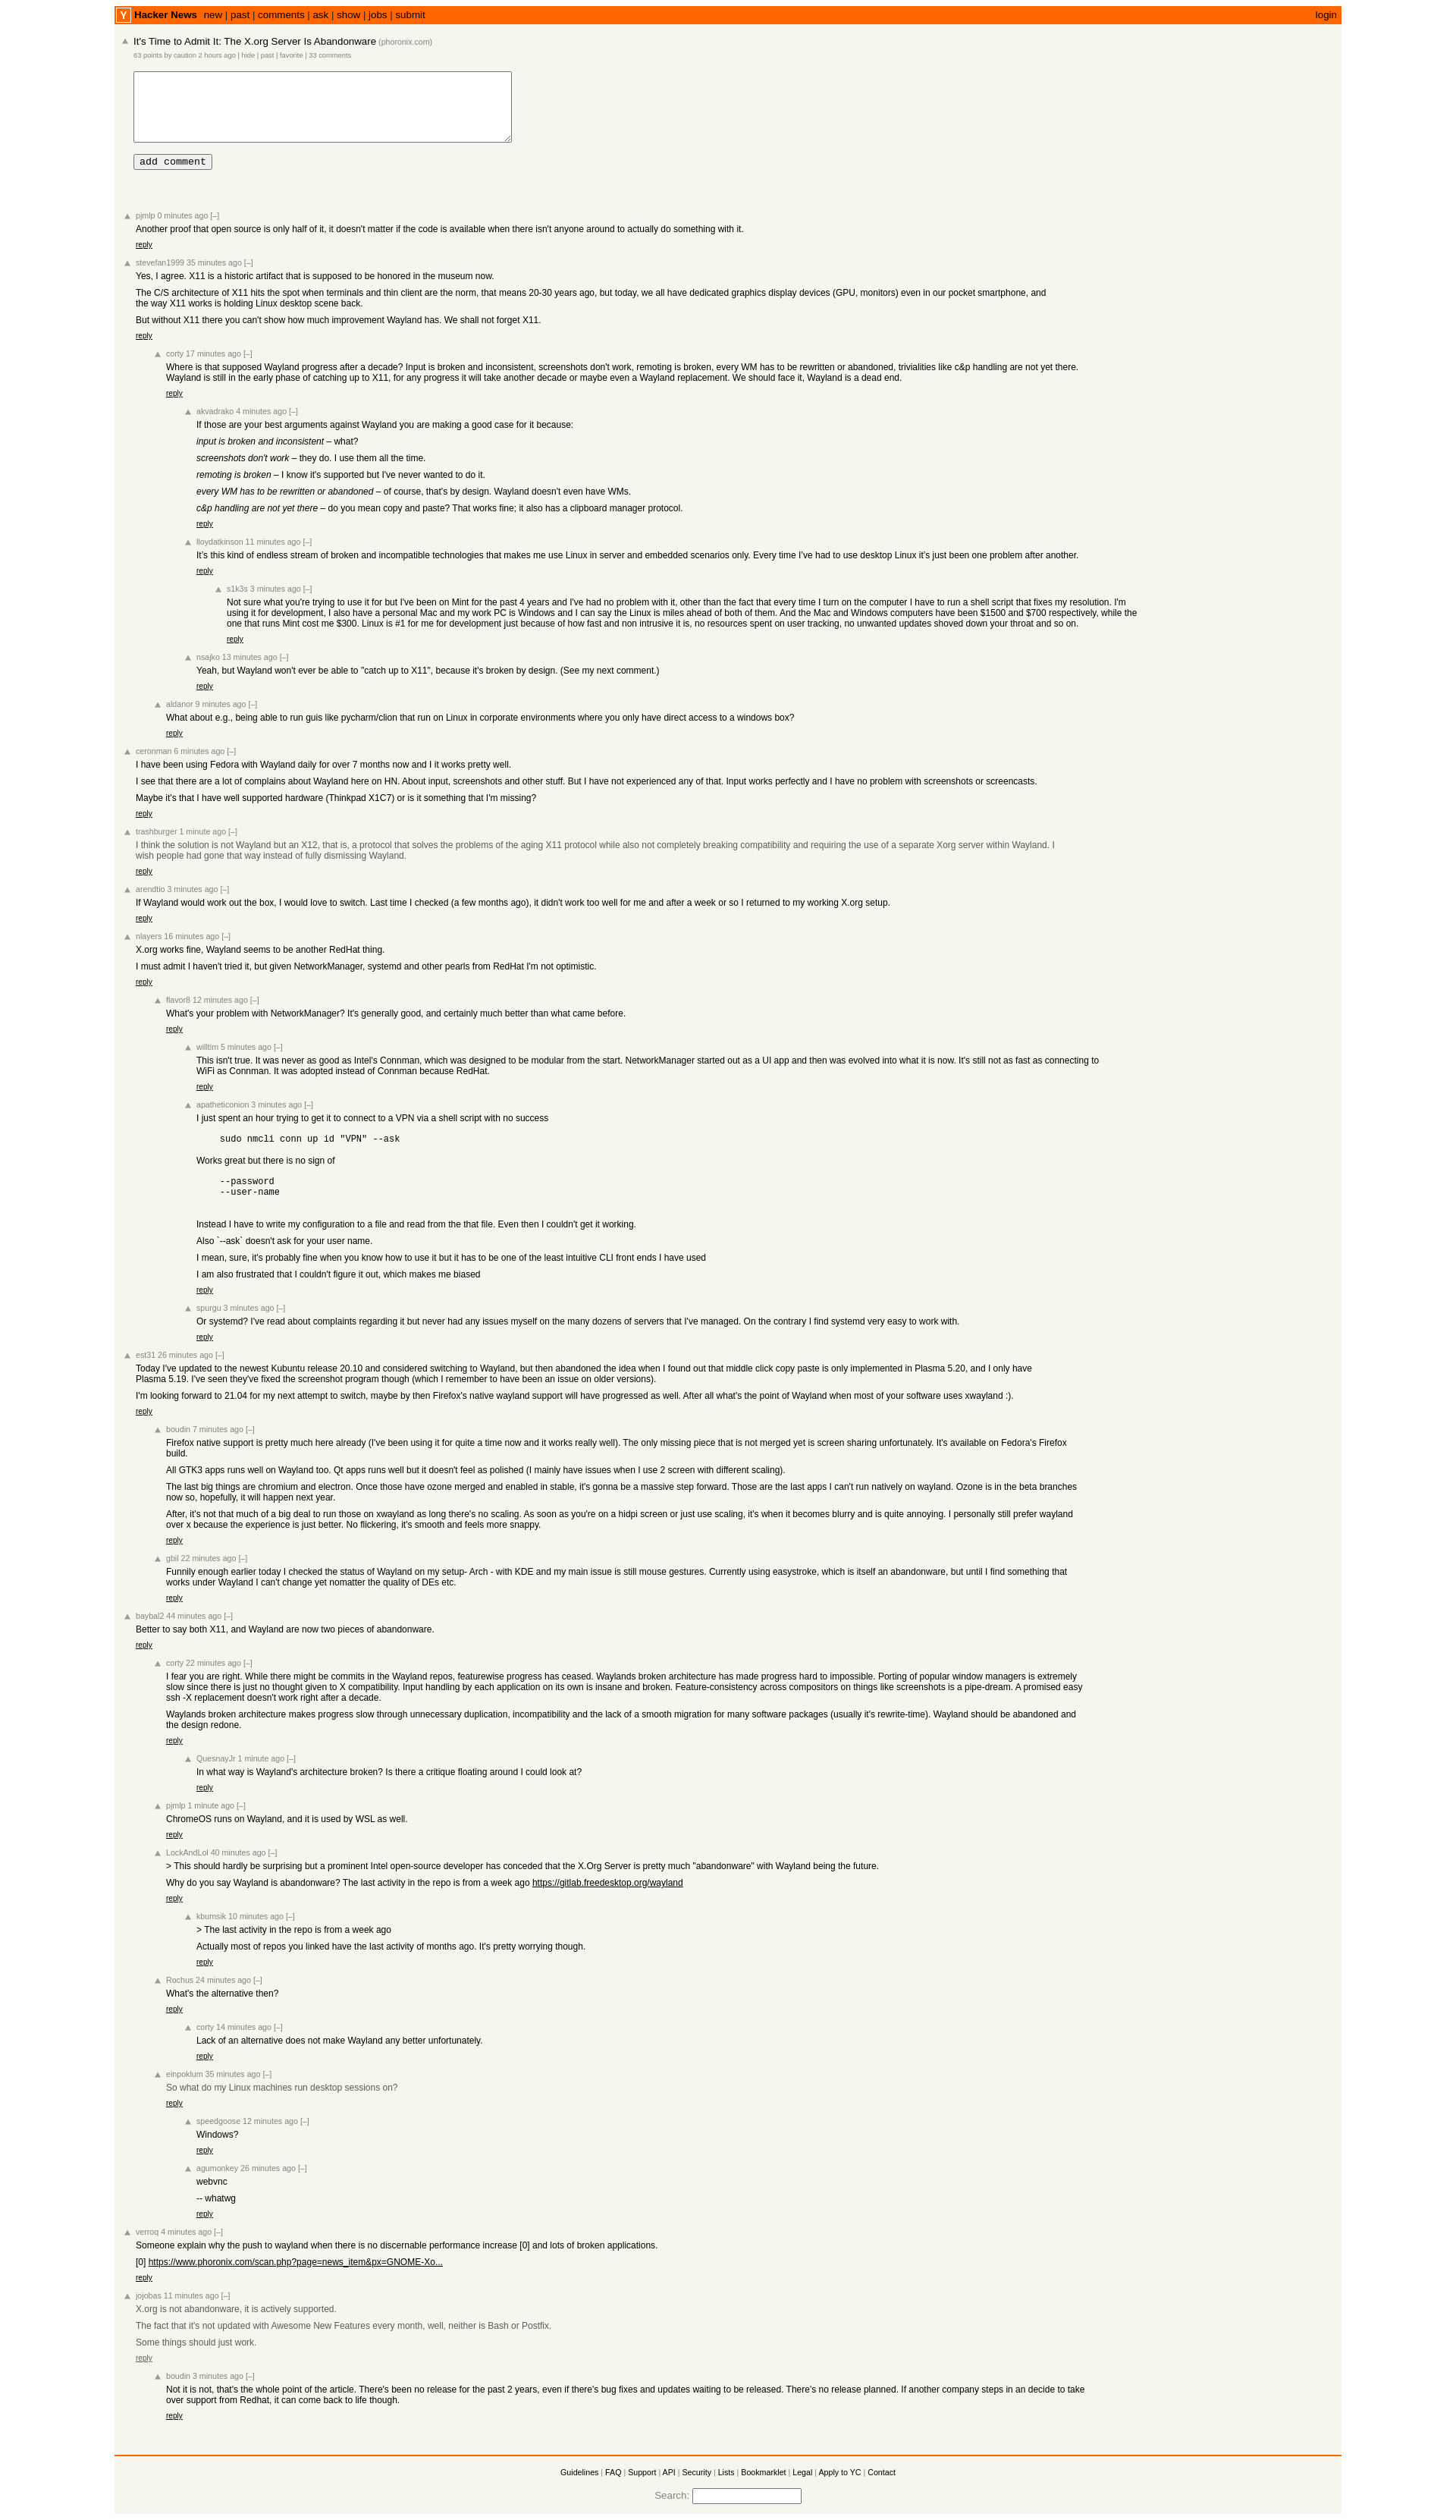 Y Hacker News new | past | comments | ask | show | jobs | submit login
It's Time to Admit It: The X.org Server Is Abandonware (phoronix.com)
63 points by caution 2 hours ago | hide | past | favorite | 33 comments
add comment
pjmlp 0 minutes ago [–]
Another proof that open source is only half of it, it doesn't matter if the code is available when there isn't anyone around to actually do something with it.
reply
stevefan1999 35 minutes ago [–]
Yes, I agree. X11 is a historic artifact that is supposed to be honored in the museum now.
The C/S architecture of X11 hits the spot when terminals and thin client are the norm, that means 20-30 years ago, but today, we all have dedicated graphics display devices (GPU, monitors) even in our pocket smartphone, and
the way X11 works is holding Linux desktop scene back.
But without X11 there you can't show how much improvement Wayland has. We shall not forget X11.
reply
corty 17 minutes ago [–]
Where is that supposed Wayland progress after a decade? Input is broken and inconsistent, screenshots don't work, remoting is broken, every WM has to be rewritten or abandoned, trivialities like c&p handling are not yet there.
Wayland is still in the early phase of catching up to X11, for any progress it will take another decade or maybe even a Wayland replacement. We should face it, Wayland is a dead end.
reply
akvadrako 4 minutes ago [–]
If those are your best arguments against Wayland you are making a good case for it because:
input is broken and inconsistent – what?
screenshots don't work – they do. I use them all the time.
remoting is broken – I know it's supported but I've never wanted to do it.
every WM has to be rewritten or abandoned – of course, that's by design. Wayland doesn't even have WMs.
c&p handling are not yet there – do you mean copy and paste? That works fine; it also has a clipboard manager protocol.
reply
lloydatkinson 11 minutes ago [–]
It's this kind of endless stream of broken and incompatible technologies that makes me use Linux in server and embedded scenarios only. Every time I've had to use desktop Linux it's just been one problem after another.
reply
s1k3s 3 minutes ago [–]
Not sure what you're trying to use it for but I've been on Mint for the past 4 years and I've had no problem with it, other than the fact that every time I turn on the computer I have to run a shell script that fixes my resolution. I'm
using it for development, I also have a personal Mac and my work PC is Windows and I can say the Linux is miles ahead of both of them. And the Mac and Windows computers have been $1500 and $700 respectively, while the
one that runs Mint cost me $300. Linux is #1 for me for development just because of how fast and non intrusive it is, no resources spent on user tracking, no unwanted updates shoved down your throat and so on.
reply
nsajko 13 minutes ago [–]
Yeah, but Wayland won't ever be able to "catch up to X11", because it's broken by design. (See my next comment.)
reply
aldanor 9 minutes ago [–]
What about e.g., being able to run guis like pycharm/clion that run on Linux in corporate environments where you only have direct access to a windows box?
reply
ceronman 6 minutes ago [–]
I have been using Fedora with Wayland daily for over 7 months now and I it works pretty well.
I see that there are a lot of complains about Wayland here on HN. About input, screenshots and other stuff. But I have not experienced any of that. Input works perfectly and I have no problem with screenshots or screencasts.
Maybe it's that I have well supported hardware (Thinkpad X1C7) or is it something that I'm missing?
reply
trashburger 1 minute ago [–]
I think the solution is not Wayland but an X12, that is, a protocol that solves the problems of the aging X11 protocol while also not completely breaking compatibility and requiring the use of a separate Xorg server within Wayland. I
wish people had gone that way instead of fully dismissing Wayland.
reply
arendtio 3 minutes ago [–]
If Wayland would work out the box, I would love to switch. Last time I checked (a few months ago), it didn't work too well for me and after a week or so I returned to my working X.org setup.
reply
nlayers 16 minutes ago [–]
X.org works fine, Wayland seems to be another RedHat thing.
I must admit I haven't tried it, but given NetworkManager, systemd and other pearls from RedHat I'm not optimistic.
reply
flavor8 12 minutes ago [–]
What's your problem with NetworkManager? It's generally good, and certainly much better than what came before.
reply
willtim 5 minutes ago [–]
This isn't true. It was never as good as Intel's Connman, which was designed to be modular from the start. NetworkManager started out as a UI app and then was evolved into what it is now. It's still not as fast as connecting to
WiFi as Connman. It was adopted instead of Connman because RedHat.
reply
apatheticonion 3 minutes ago [–]
I just spent an hour trying to get it to connect to a VPN via a shell script with no success
sudo nmcli conn up id "VPN" --ask
Works great but there is no sign of
--password
--user-name
Instead I have to write my configuration to a file and read from the that file. Even then I couldn't get it working.
Also `--ask` doesn't ask for your user name.
I mean, sure, it's probably fine when you know how to use it but it has to be one of the least intuitive CLI front ends I have used
I am also frustrated that I couldn't figure it out, which makes me biased
reply
spurgu 3 minutes ago [–]
Or systemd? I've read about complaints regarding it but never had any issues myself on the many dozens of servers that I've managed. On the contrary I find systemd very easy to work with.
reply
est31 26 minutes ago [–]
Today I've updated to the newest Kubuntu release 20.10 and considered switching to Wayland, but then abandoned the idea when I found out that middle click copy paste is only implemented in Plasma 5.20, and I only have
Plasma 5.19. I've seen they've fixed the screenshot program though (which I remember to have been an issue on older versions).
I'm looking forward to 21.04 for my next attempt to switch, maybe by then Firefox's native wayland support will have progressed as well. After all what's the point of Wayland when most of your software uses xwayland :).
reply
boudin 7 minutes ago [–]
Firefox native support is pretty much here already (I've been using it for quite a time now and it works really well). The only missing piece that is not merged yet is screen sharing unfortunately. It's available on Fedora's Firefox
build.
All GTK3 apps runs well on Wayland too. Qt apps runs well but it doesn't feel as polished (I mainly have issues when I use 2 screen with different scaling).
The last big things are chromium and electron. Once those have ozone merged and enabled in stable, it's gonna be a massive step forward. Those are the last apps I can't run natively on wayland. Ozone is in the beta branches
now so, hopefully, it will happen next year.
After, it's not that much of a big deal to run those on xwayland as long there's no scaling. As soon as you're on a hidpi screen or just use scaling, it's when it becomes blurry and is quite annoying. I personally still prefer wayland
over x because the experience is just better. No flickering, it's smooth and feels more snappy.
reply
gbil 22 minutes ago [–]
Funnily enough earlier today I checked the status of Wayland on my setup- Arch - with KDE and my main issue is still mouse gestures. Currently using easystroke, which is itself an abandonware, but until I find something that
works under Wayland I can't change yet nomatter the quality of DEs etc.
reply
baybal2 44 minutes ago [–]
Better to say both X11, and Wayland are now two pieces of abandonware.
reply
corty 22 minutes ago [–]
I fear you are right. While there might be commits in the Wayland repos, featurewise progress has ceased. Waylands broken architecture has made progress hard to impossible. Porting of popular window managers is extremely
slow since there is just no thought given to X compatibility. Input handling by each application on its own is insane and broken. Feature-consistency across compositors on things like screenshots is a pipe-dream. A promised easy
ssh -X replacement doesn't work right after a decade.
Waylands broken architecture makes progress slow through unnecessary duplication, incompatibility and the lack of a smooth migration for many software packages (usually it's rewrite-time). Wayland should be abandoned and
the design redone.
reply
QuesnayJr 1 minute ago [–]
In what way is Wayland's architecture broken? Is there a critique floating around I could look at?
reply
pjmlp 1 minute ago [–]
ChromeOS runs on Wayland, and it is used by WSL as well.
reply
LockAndLol 40 minutes ago [–]
> This should hardly be surprising but a prominent Intel open-source developer has conceded that the X.Org Server is pretty much "abandonware" with Wayland being the future.
Why do you say Wayland is abandonware? The last activity in the repo is from a week ago https://gitlab.freedesktop.org/wayland
reply
kbumsik 10 minutes ago [–]
> The last activity in the repo is from a week ago
Actually most of repos you linked have the last activity of months ago. It's pretty worrying though.
reply
Rochus 24 minutes ago [–]
What's the alternative then?
reply
corty 14 minutes ago [–]
Lack of an alternative does not make Wayland any better unfortunately.
reply
einpoklum 35 minutes ago [–]
So what do my Linux machines run desktop sessions on?
reply
speedgoose 12 minutes ago [–]
Windows?
reply
agumonkey 26 minutes ago [–]
webvnc
-- whatwg
reply
verroq 4 minutes ago [–]
Someone explain why the push to wayland when there is no discernable performance increase [0] and lots of broken applications.
[0] https://www.phoronix.com/scan.php?page=news_item&px=GNOME-Xo...
reply
jojobas 11 minutes ago [–]
X.org is not abandonware, it is actively supported.
The fact that it's not updated with Awesome New Features every month, well, neither is Bash or Postfix.
Some things should just work.
reply
boudin 3 minutes ago [–]
Not it is not, that's the whole point of the article. There's been no release for the past 2 years, even if there's bug fixes and updates waiting to be released. There's no release planned. If another company steps in an decide to take
over support from Redhat, it can come back to life though.
reply
Guidelines | FAQ | Support | API | Security | Lists | Bookmarklet | Legal | Apply to YC | Contact
Search: